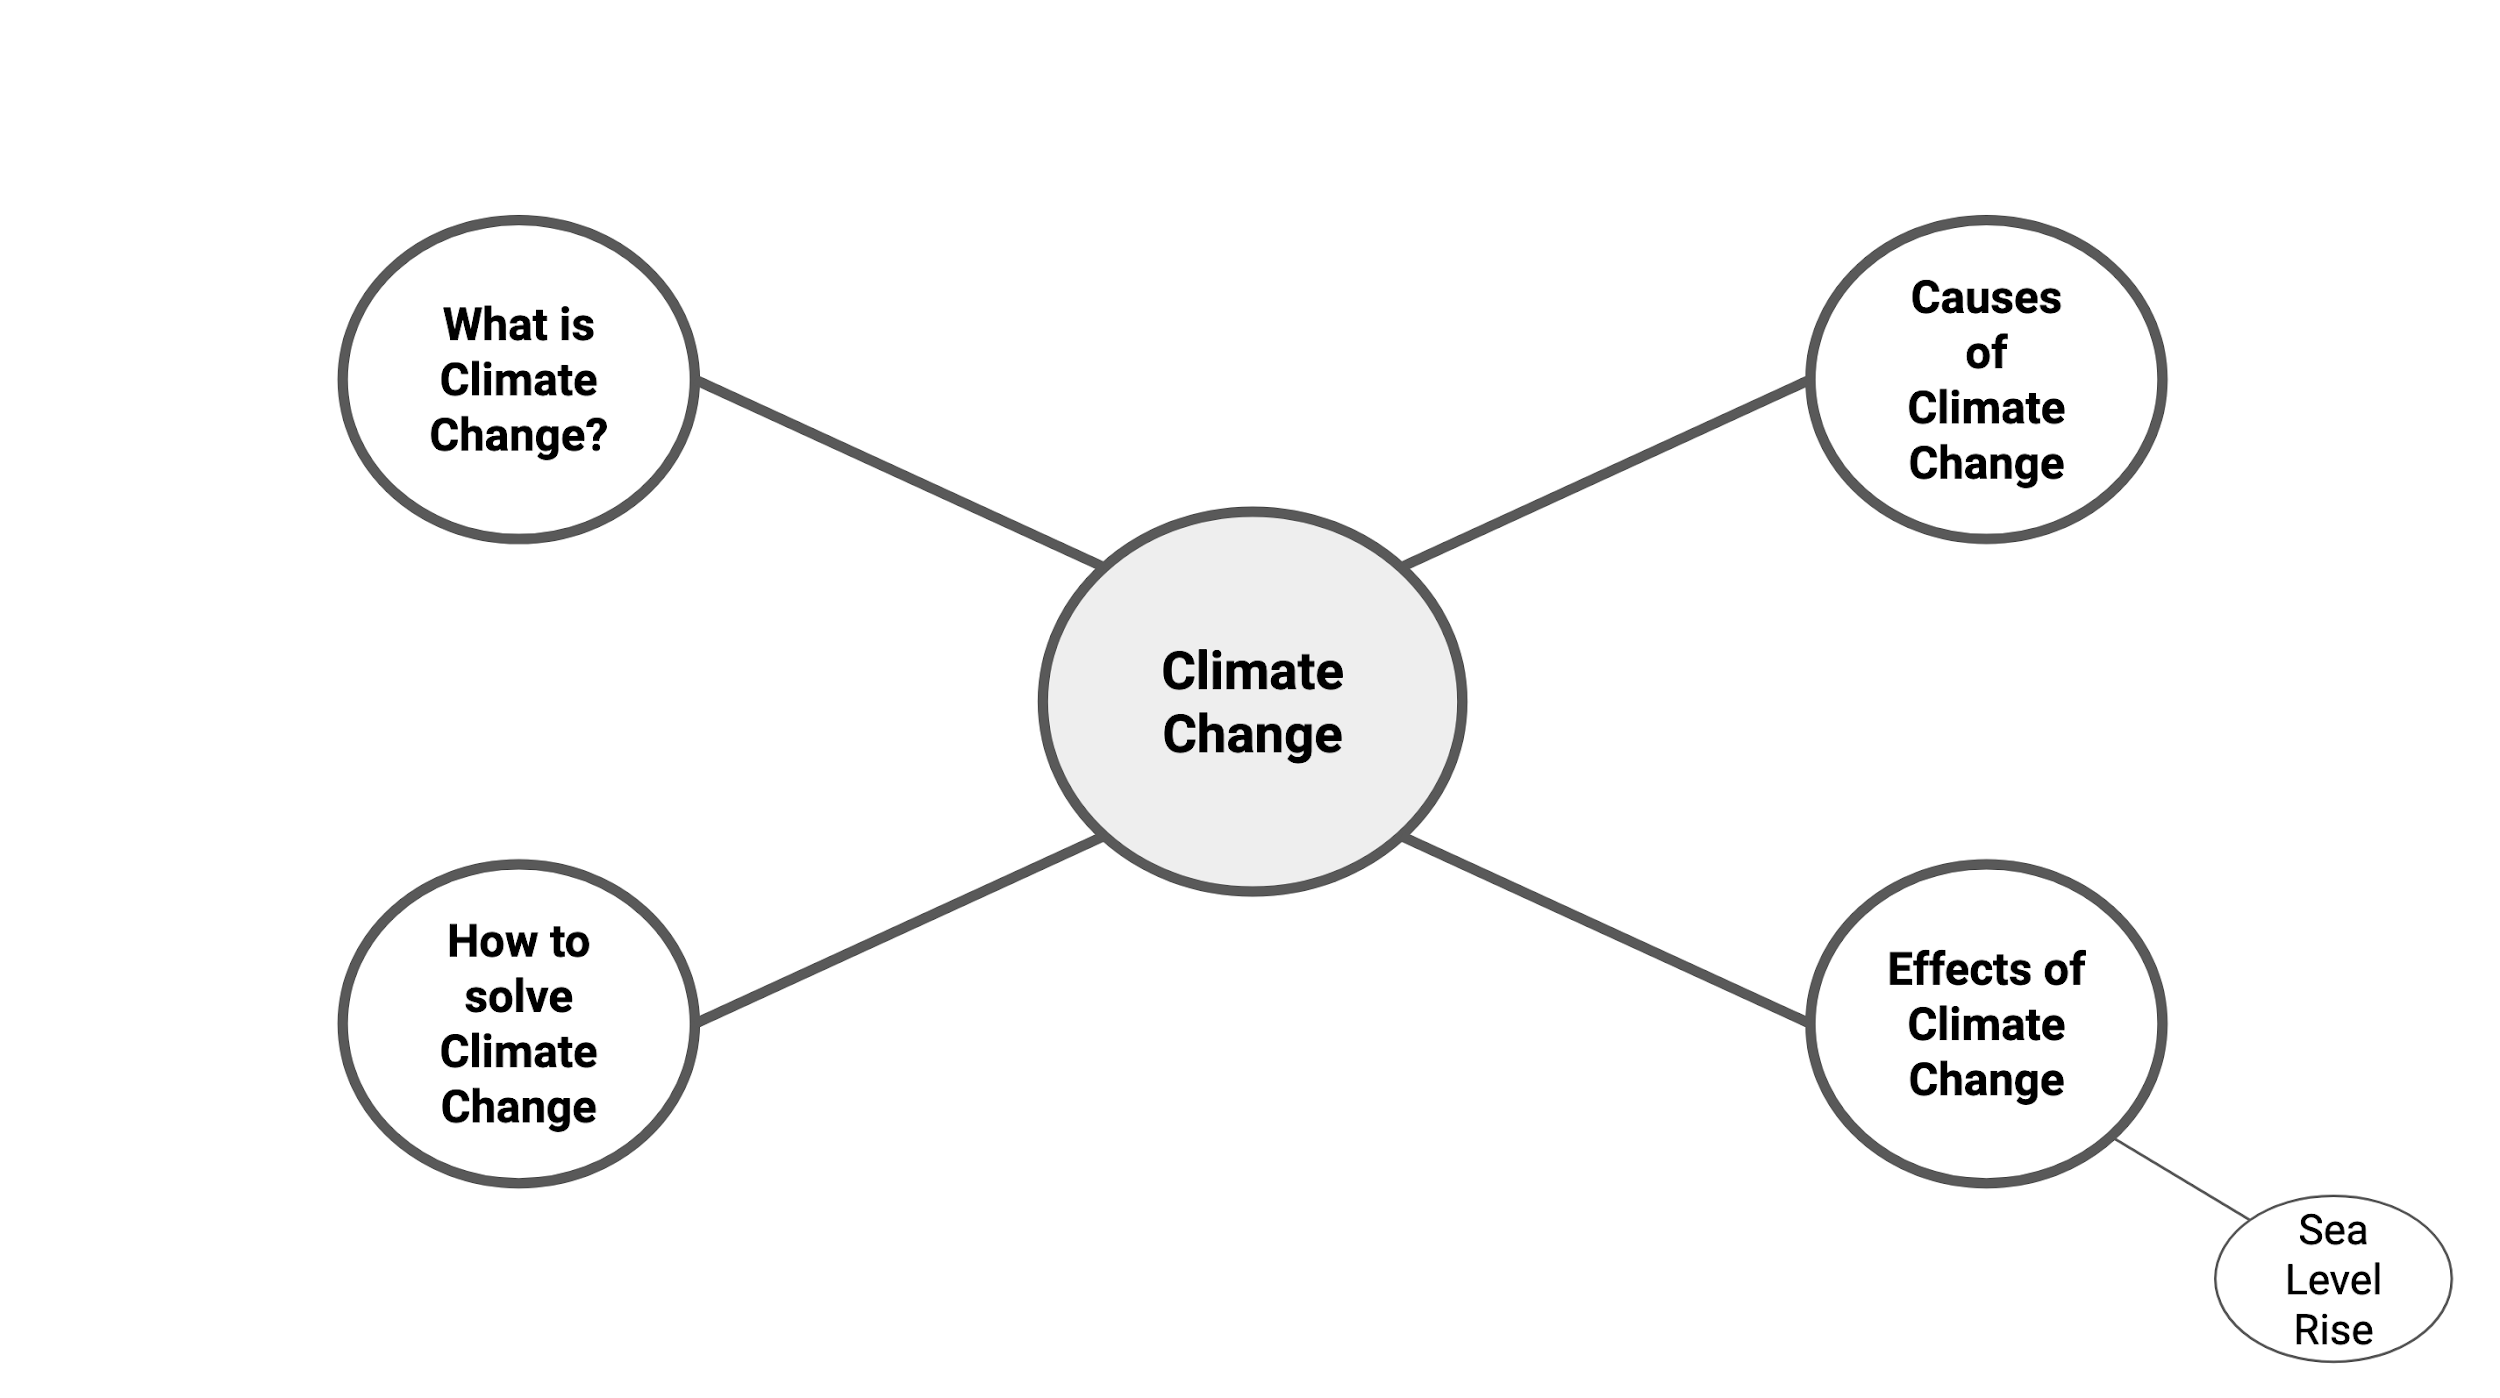 What is
Climate
Change?
Causes
of
Climate
Change
Climate
Change
How to
solve
Climate
Change
Effects of
Climate
Change
Sea
Level
Rise